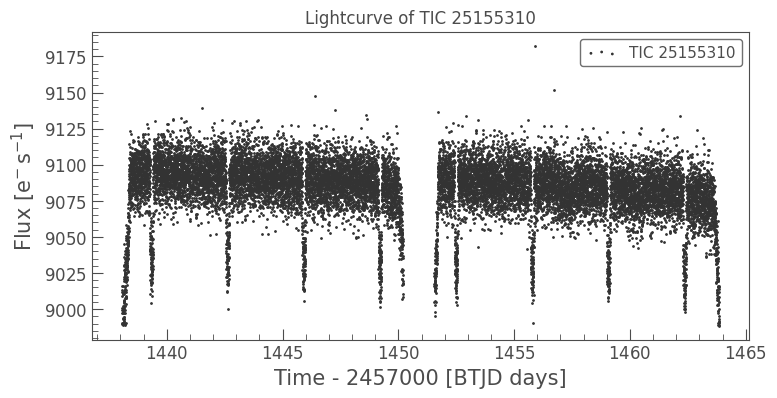 Lightcurve of TIC 25155310
TIC 25155310
Flux [e⁻ s⁻¹]
9175
9150
9125
9100
9075
9050
9025
9000
1440 1445 1450 1455 1460 1465
Time - 2457000 [BTJD days]